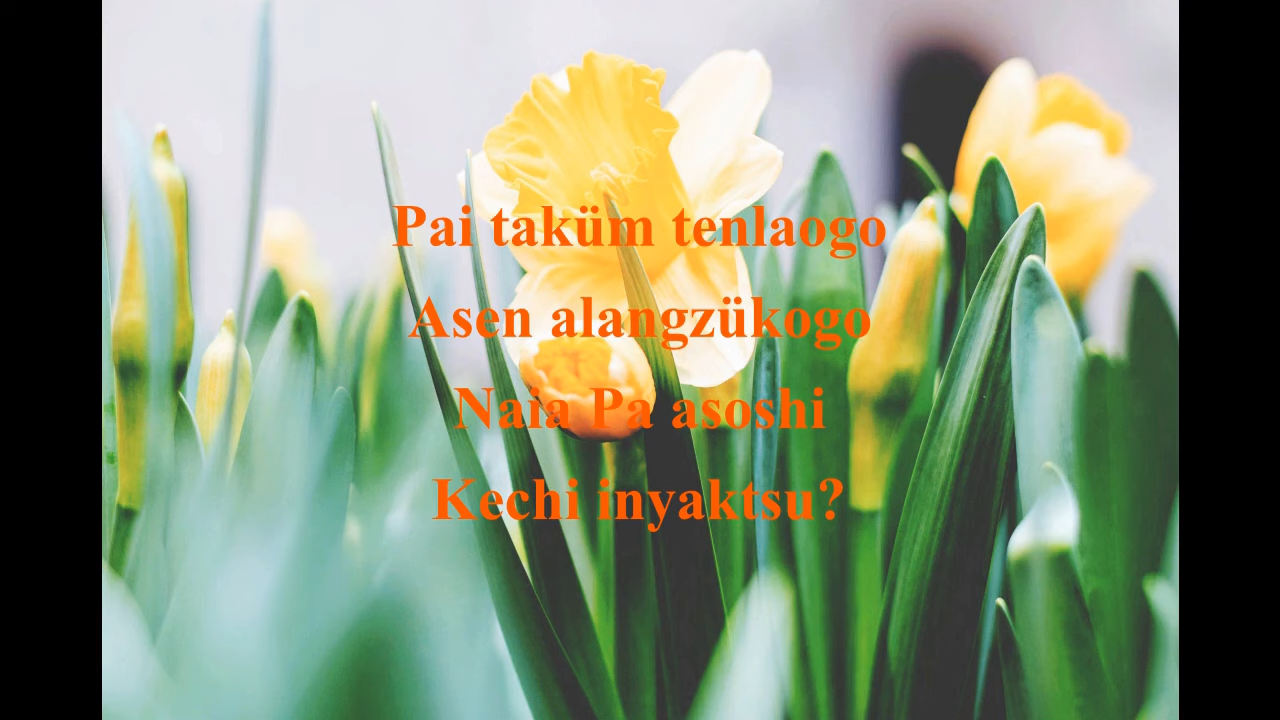 Pai taküm tenlaogo
Asen alangzükogo
Naia Pa asoshi
Kechi inyaktsu?